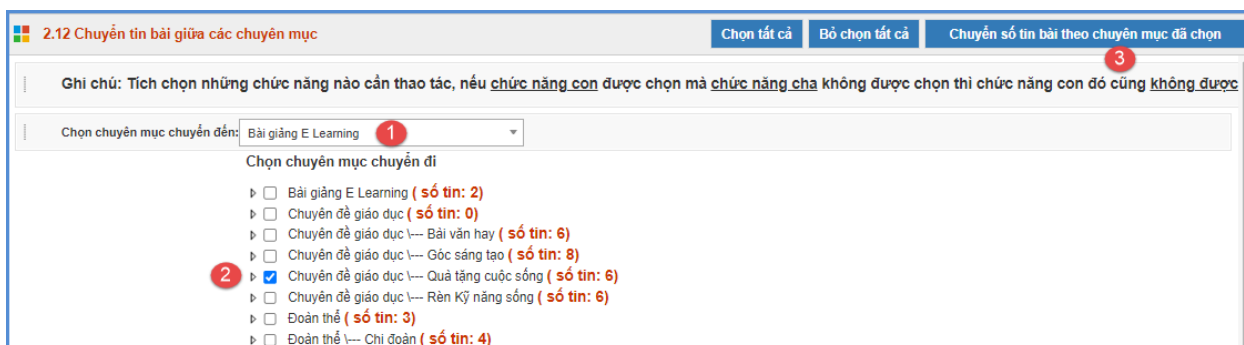 2.12 Chuyển tin bài giữa các chuyên mục
Chọn tất cả
Bỏ chọn tất cả
Chuyển số tin bài theo chuyên mục đã chọn
3
Ghi chú: Tích chọn những chức năng nào cần thao tác, nếu chức năng con được chọn mà chức năng cha không được chọn thì chức năng con đó cũng không được
Chọn chuyên mục chuyển đến: Bài giảng E Learning 1
Chọn chuyên mục chuyển đi
Bài giảng E Learning ( số tin: 2)
Chuyên đề giáo dục ( số tin: 0)
Chuyên đề giáo dục \--- Bài văn hay ( số tin: 6)
Chuyên đề giáo dục \--- Góc sáng tạo ( số tin: 8)
2 Chuyên đề giáo dục \--- Quà tặng cuộc sống ( số tin: 6)
Chuyên đề giáo dục \--- Rèn Kỹ năng sống ( số tin: 6)
Đoàn thể ( số tin: 3)
Đoàn thể \--- Chi đoàn ( số tin: 4)